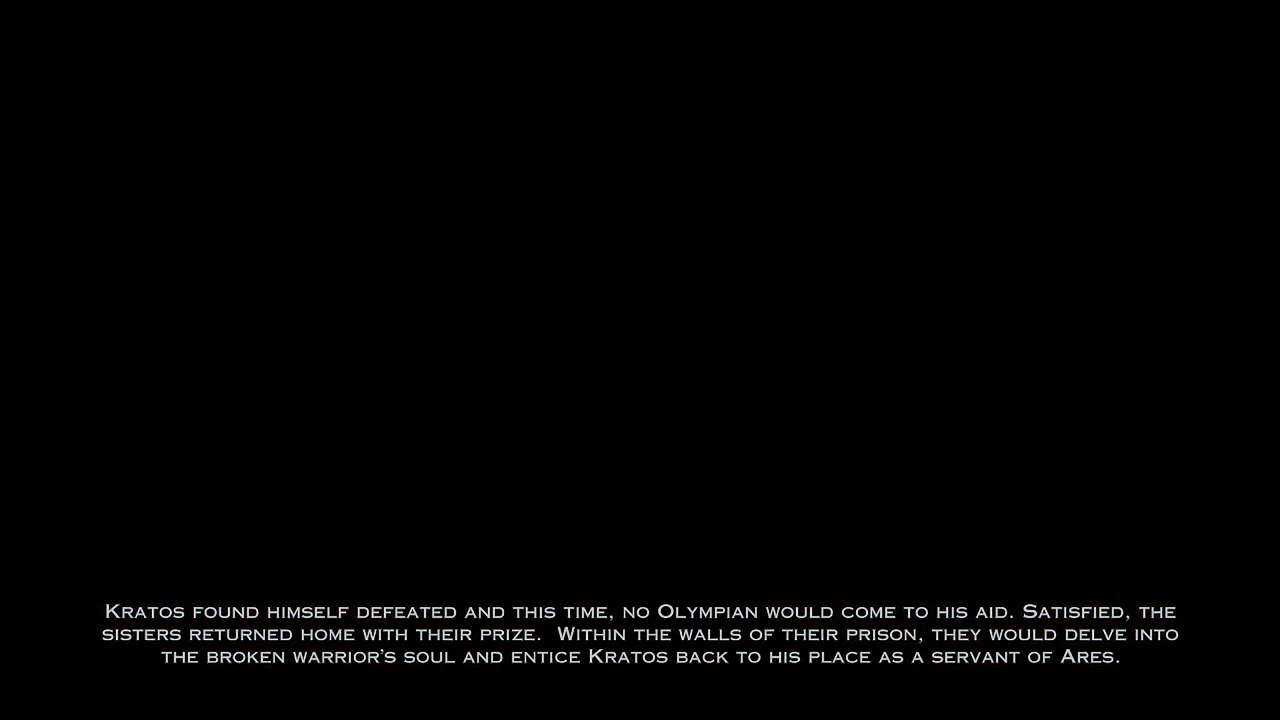 Kratos found himself defeated and this time, no Olympian would come to his aid. Satisfied, the
sisters returned home with their prize.  Within the walls of their prison, they would delve into
the broken warrior's soul and entice Kratos back to his place as a servant of Ares.